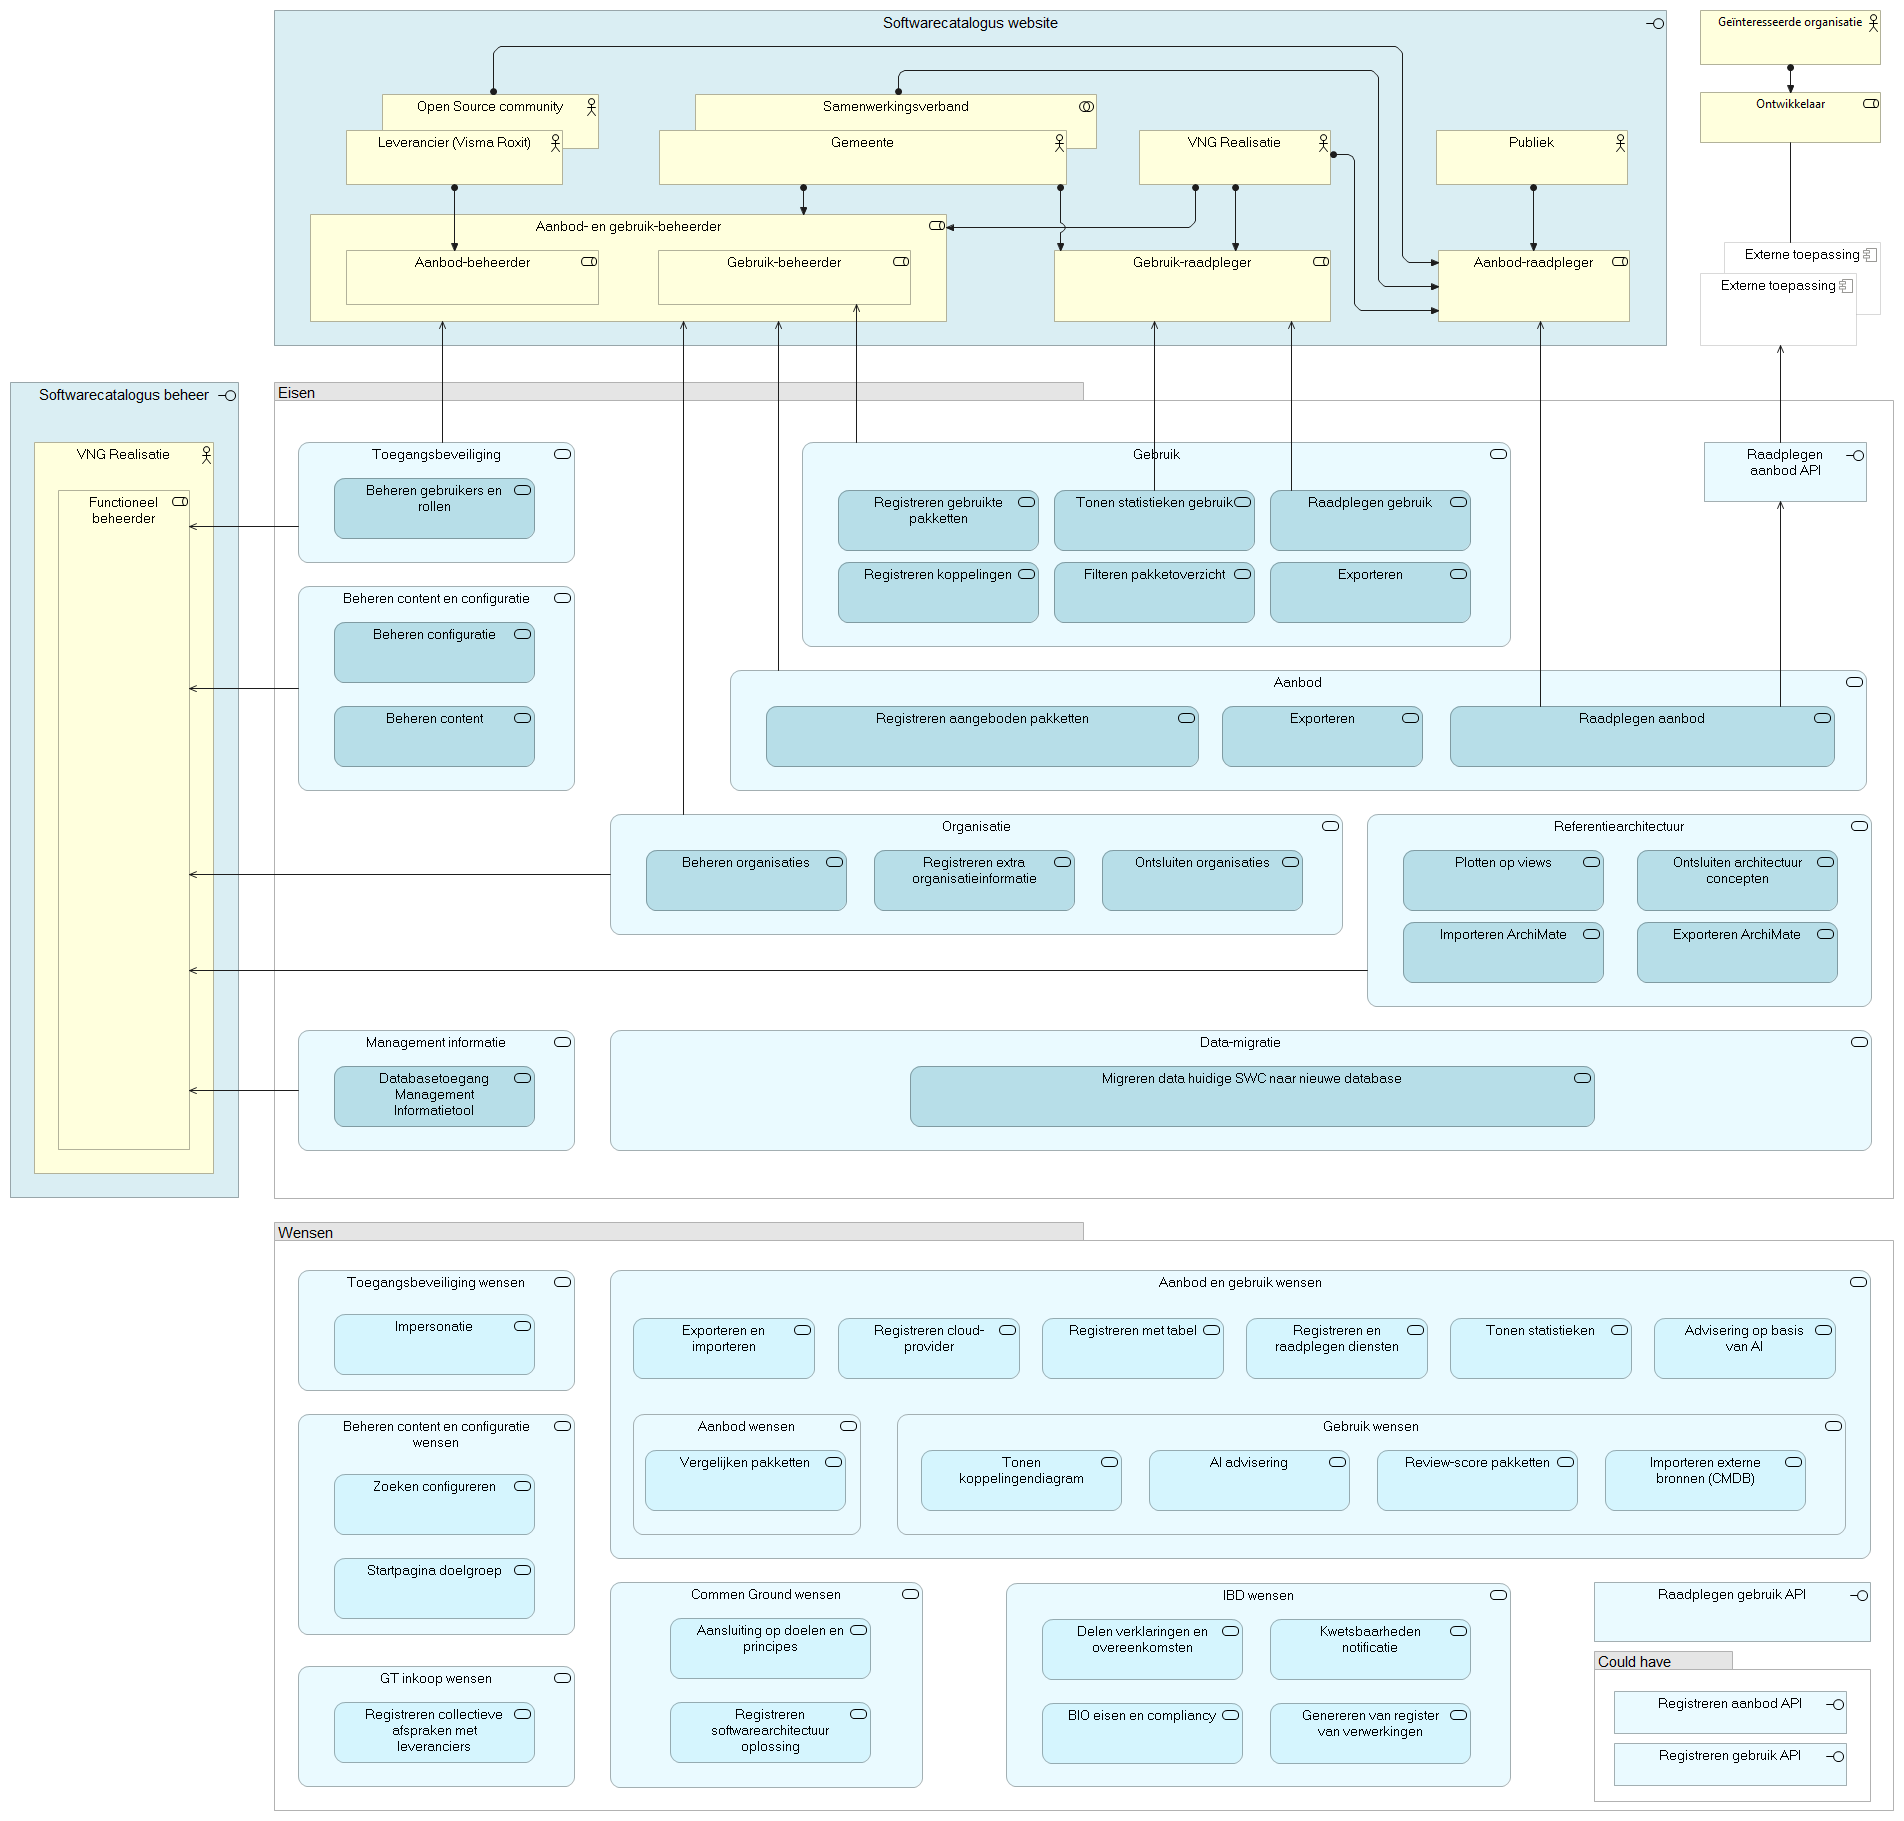 Softwarecatalogus website
Geïnteresseerde organisatie
Open Source community
Samenwerkingsverband
Ontwikkelaar
Leverancier (Visma Roxit)
Gemeente
VNG Realisatie
Publiek
Aanbod- en gebruik-beheerder
Aanbod-beheerder
Gebruik-beheerder
Gebruik-raadpleger
Aanbod-raadpleger
Externe toepassing
Externe toepassing
Softwarecatalogus beheer
VNG Realisatie
Functioneel
beheerder
Eisen
Toegangsbeveiliging
Beheren gebruikers en
rollen
Gebruik
Registreren gebruikte
pakketten
Tonen statistieken gebruik
Raadplegen gebruik
Registreren koppelingen
Filteren pakketoverzicht
Exporteren
Raadplegen
aanbod API
Beheren content en configuratie
Beheren configuratie
Beheren content
Aanbod
Registreren aangeboden pakketten
Exporteren
Raadplegen aanbod
Organisatie
Beheren organisaties
Registreren extra
organisatieinformatie
Ontsluiten organisaties
Referentiearchitectuur
Plotten op views
Ontsluiten architectuur
concepten
Importeren ArchiMate
Exporteren ArchiMate
Management informatie
Databasetoegang
Management
Informatietool
Data-migratie
Migreren data huidige SWC naar nieuwe database
Wensen
Toegangsbeveiliging wensen
Impersonatie
Aanbod en gebruik wensen
Exporteren en
importeren
Registreren cloud-
provider
Registreren met tabel
Registreren en
raadplegen diensten
Tonen statistieken
Advisering op basis
van AI
Beheren content en configuratie
wensen
Zoeken configureren
Startpagina doelgroep
Aanbod wensen
Vergelijken pakketten
Gebruik wensen
Tonen
koppelingendiagram
AI advisering
Review-score pakketten
Importeren externe
bronnen (CMDB)
GT inkoop wensen
Registreren collectieve
afspraken met
leveranciers
Commen Ground wensen
Aansluiting op doelen en
principes
Registreren
softwarearchitectuur
oplossing
IBD wensen
Delen verklaringen en
overeenkomsten
Kwetsbaarheden
notificatie
BIO eisen en compliancy
Genereren van register
van verwerkingen
Raadplegen gebruik API
Could have
Registreren aanbod API
Registreren gebruik API